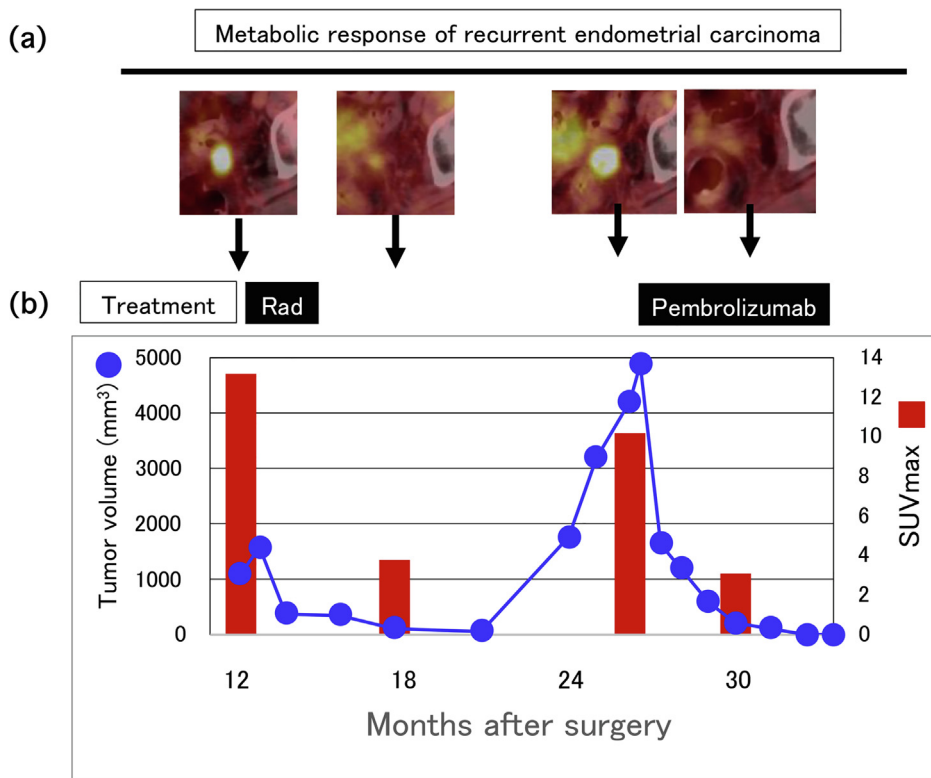 (a)
Metabolic response of recurrent endometrial carcinoma
(b)
Treatment
Rad
Pembrolizumab
Tumor volume (mm³)
5000
4000
3000
2000
1000
0
14
12
10
8
6
4
2
0
SUVmax
12 18 24 30
Months after surgery